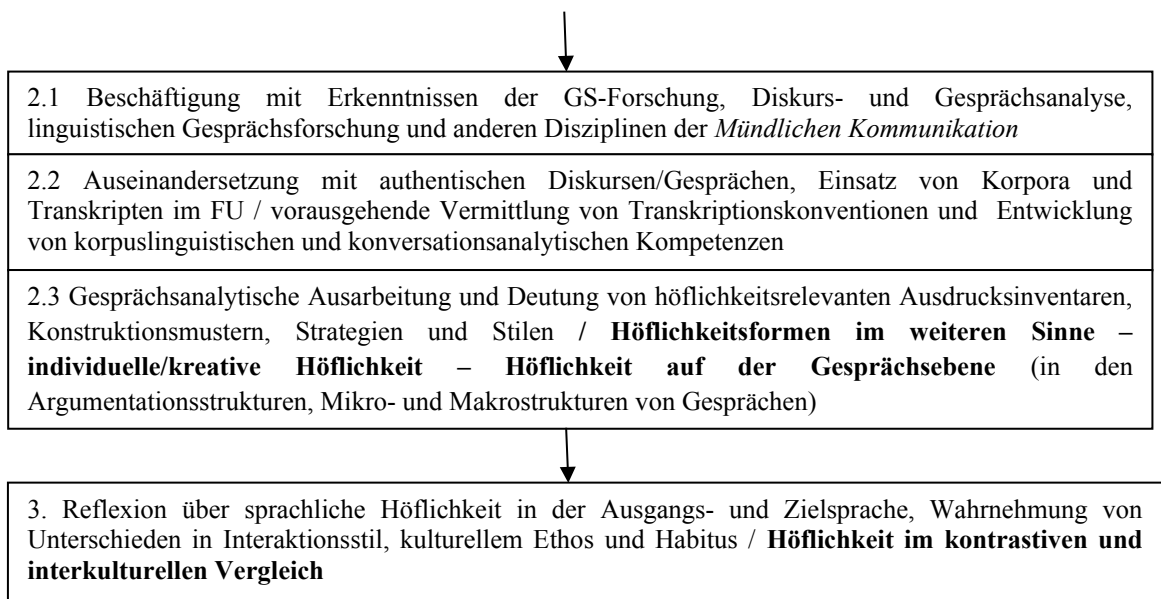 2.1 Beschäftigung mit Erkenntnissen der GS-Forschung, Diskurs- und Gesprächsanalyse,
linguistischen Gesprächsforschung und anderen Disziplinen der Mündlichen Kommunikation
2.2 Auseinandersetzung mit authentischen Diskursen/Gesprächen, Einsatz von Korpora und
Transkripten im FU / vorausgehende Vermittlung von Transkriptionskonventionen und Entwicklung
von korpuslinguistischen und konversationsanalytischen Kompetenzen
2.3 Gesprächsanalytische Ausarbeitung und Deutung von höflichkeitsrelevanten Ausdrucksinventaren,
Konstruktionsmustern, Strategien und Stilen / Höflichkeitsformen im weiteren Sinne –
individuelle/kreative Höflichkeit – Höflichkeit auf der Gesprächsebene (in den
Argumentationsstrukturen, Mikro- und Makrostrukturen von Gesprächen)
3. Reflexion über sprachliche Höflichkeit in der Ausgangs- und Zielsprache, Wahrnehmung von
Unterschieden in Interaktionsstil, kulturellem Ethos und Habitus / Höflichkeit im kontrastiven und
interkulturellen Vergleich